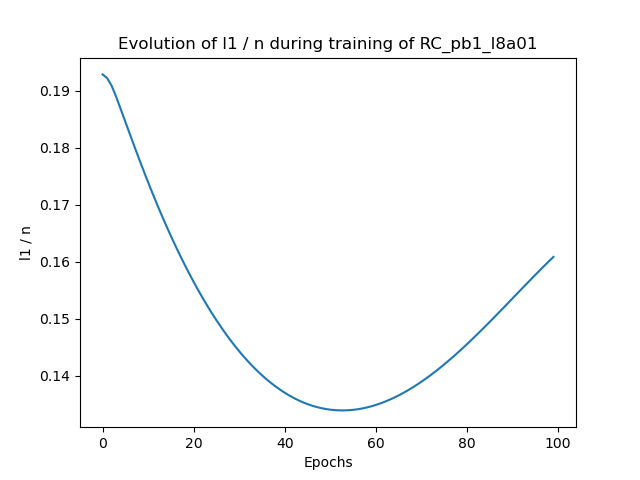 Evolution of l1 / n during training of RC_pb1_l8a01
0.19
0.18
0.17
0.16
0.15
0.14
l1 / n
0 20 40 60 80 100
Epochs